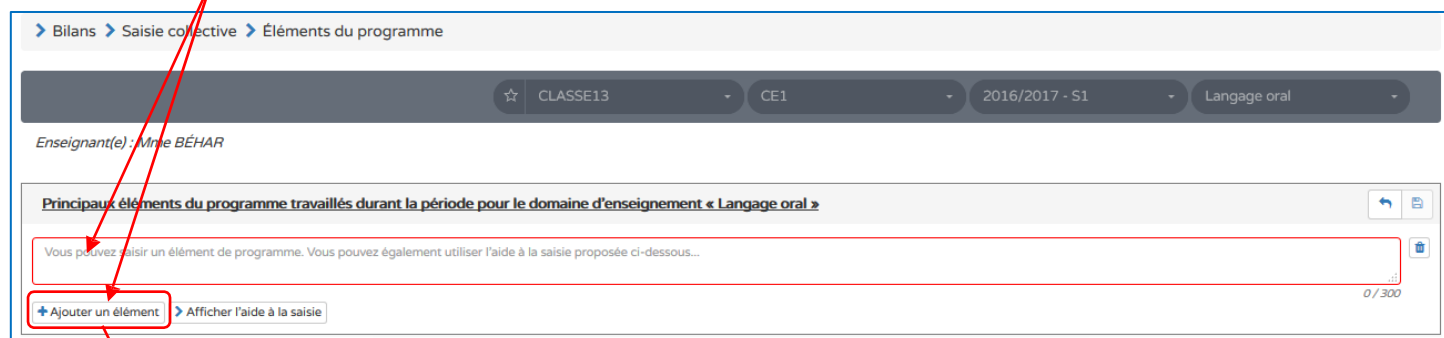 Bilans Saisie collective Éléments du programme
CLASSE13 CE1 2016/2017 - S1 Langage oral
Enseignant(e) : Mme BÉHAR
Principaux éléments du programme travaillés durant la période pour le domaine d'enseignement « Langage oral »
Vous pouvez saisir un élément de programme. Vous pouvez également utiliser l'aide à la saisie proposée ci-dessous...
0 / 300
+ Ajouter un élément > Afficher l'aide à la saisie